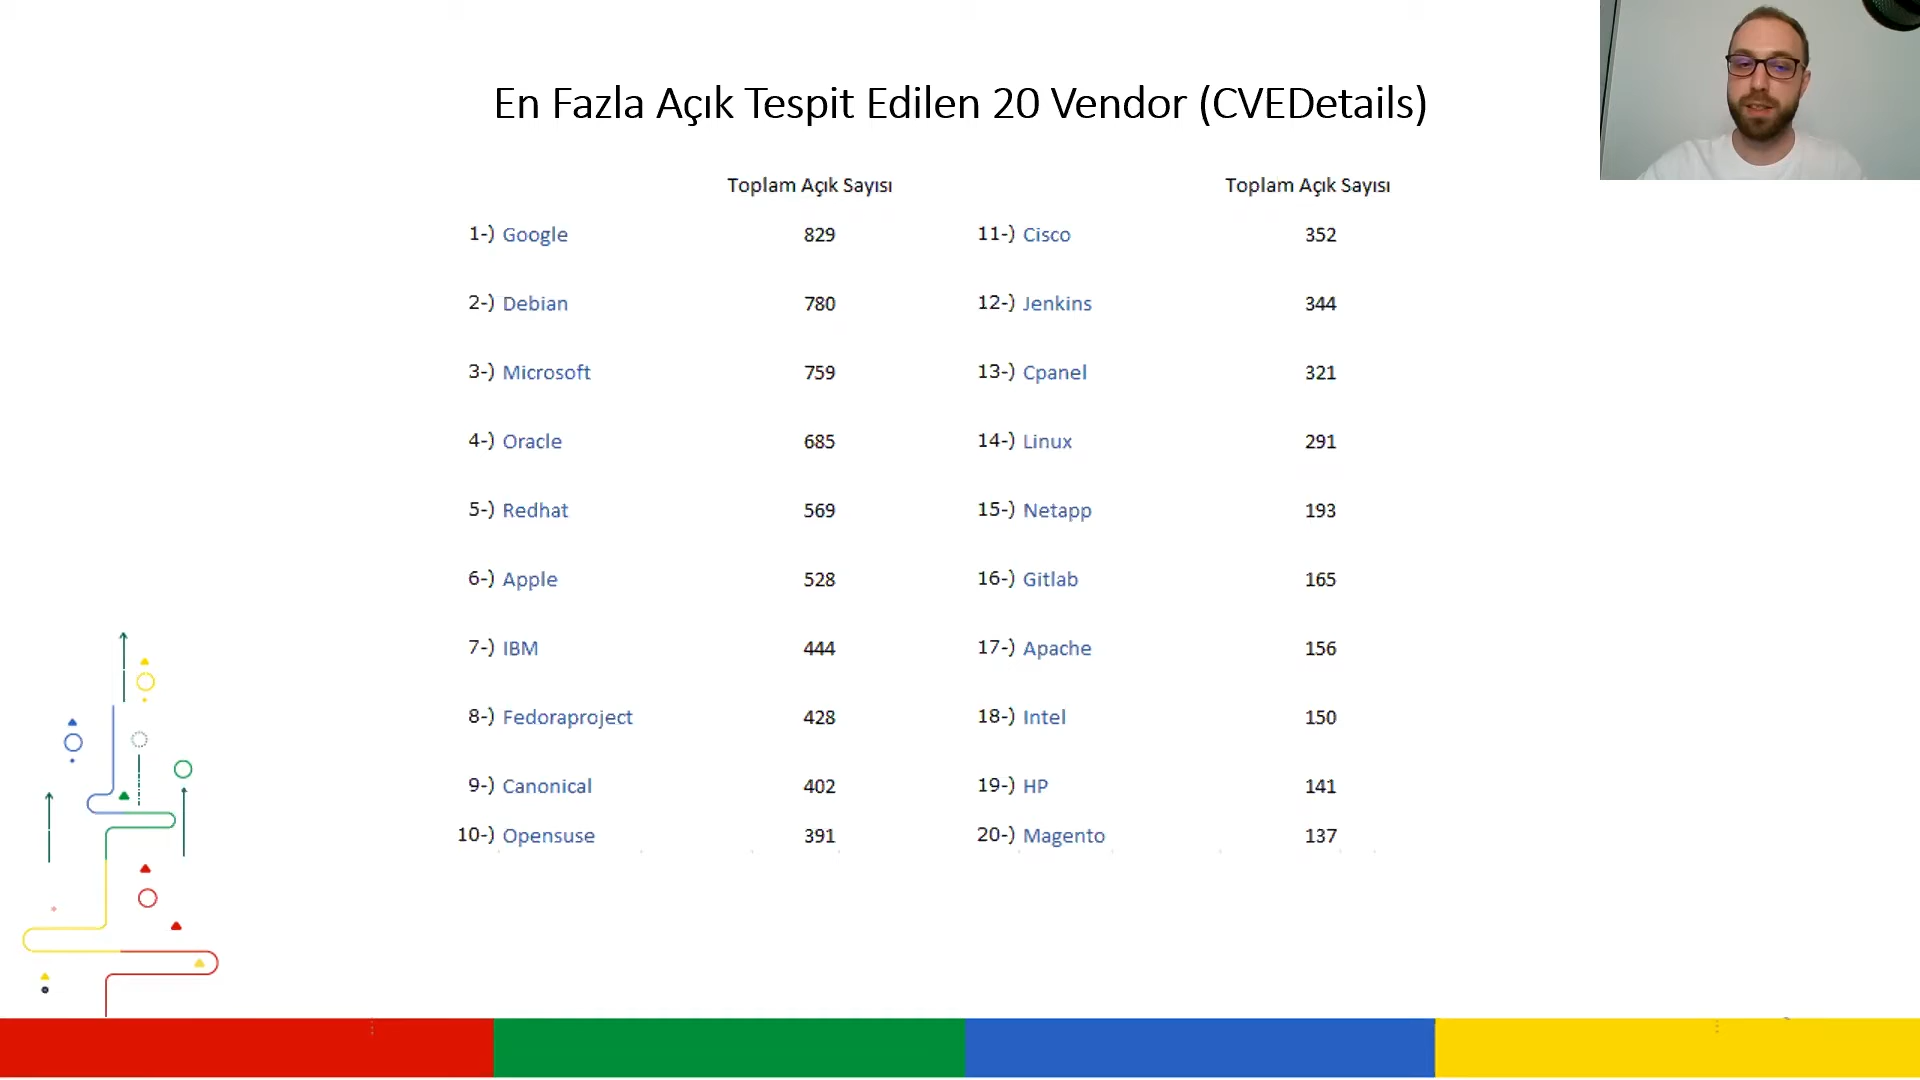 En Fazla Açık Tespit Edilen 20 Vendor (CVEDetails)
Toplam Açık Sayısı
1-) Google 829
2-) Debian 780
3-) Microsoft 759
4-) Oracle 685
5-) Redhat 569
6-) Apple 528
7-) IBM 444
8-) Fedoraproject 428
9-) Canonical 402
10-) Opensuse 391
Toplam Açık Sayısı
11-) Cisco 352
12-) Jenkins 344
13-) Cpanel 321
14-) Linux 291
15-) Netapp 193
16-) Gitlab 165
17-) Apache 156
18-) Intel 150
19-) HP 141
20-) Magento 137